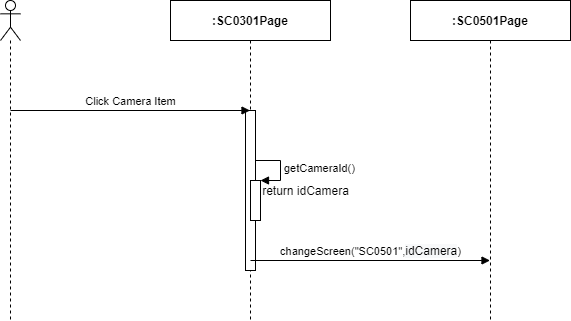 :SC0301Page
:SC0501Page
Click Camera Item
getCameraId()
return idCamera
changeScreen("SC0501",idCamera)